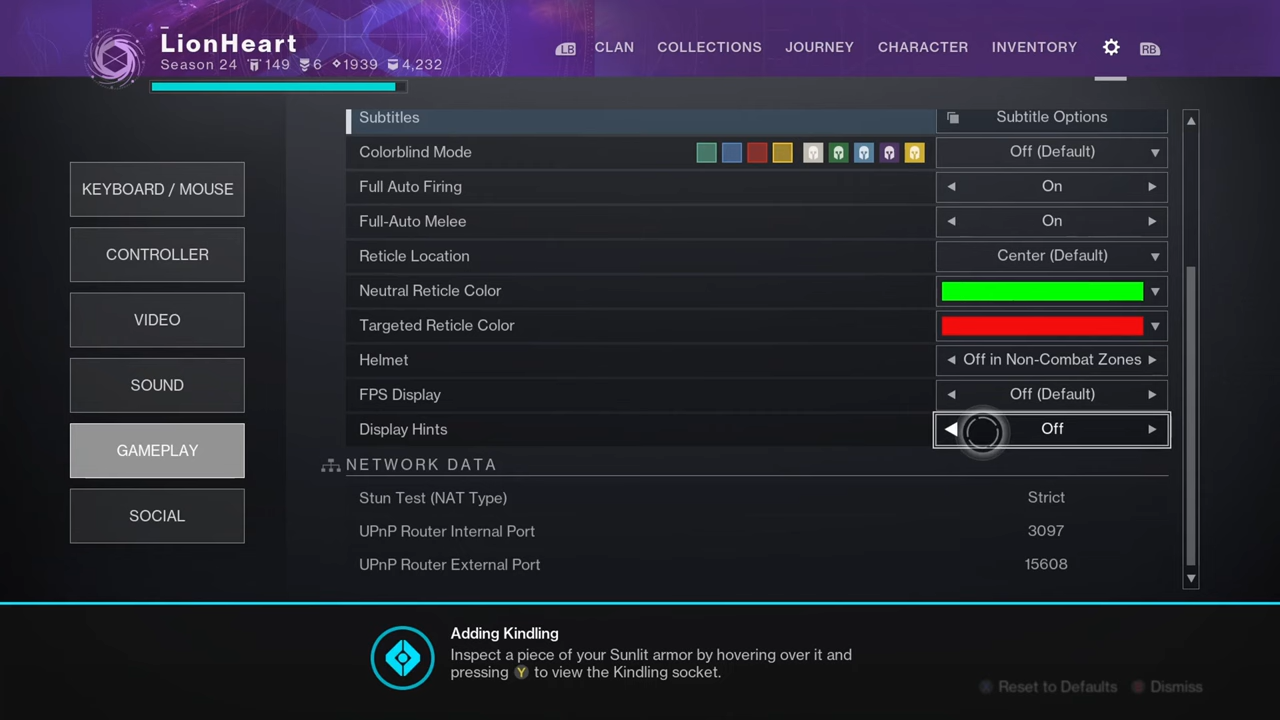 LionHeart
Season 24 149 6 1939 4,232
LB CLAN COLLECTIONS JOURNEY CHARACTER INVENTORY RB
KEYBOARD / MOUSE
CONTROLLER
VIDEO
SOUND
GAMEPLAY
SOCIAL
Subtitles Subtitle Options
Colorblind Mode Off (Default)
Full Auto Firing On
Full-Auto Melee On
Reticle Location Center (Default)
Neutral Reticle Color
Targeted Reticle Color
Helmet Off in Non-Combat Zones
FPS Display Off (Default)
Display Hints Off
NETWORK DATA
Stun Test (NAT Type) Strict
UPnP Router Internal Port 3097
UPnP Router External Port 15608
Adding Kindling
Inspect a piece of your Sunlit armor by hovering over it and
pressing Y to view the Kindling socket.
Reset to Defaults Dismiss